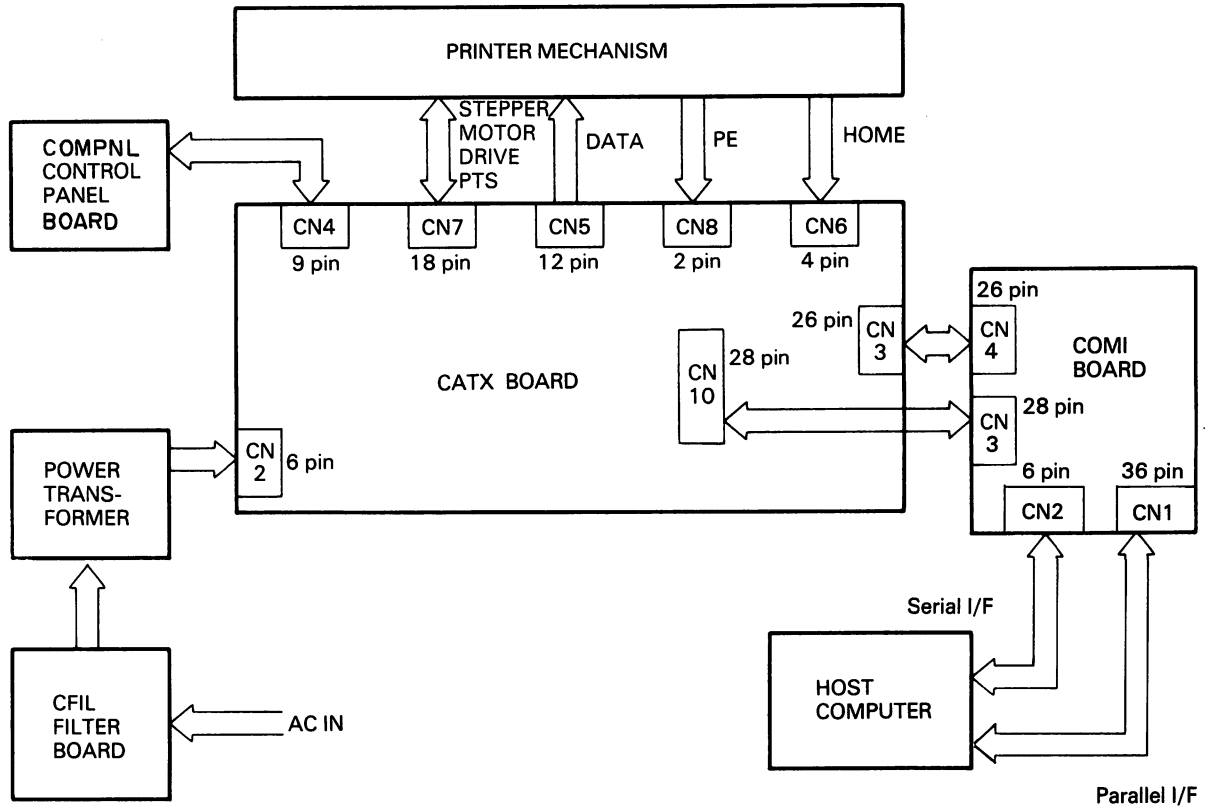 PRINTER MECHANISM
COMPNL
CONTROL
PANEL
BOARD
STEPPER
MOTOR
DRIVE
PTS
DATA
PE
HOME
CN4
CN7
CN5
CN8
CN6
9 pin
18 pin
12 pin
2 pin
4 pin
CATX BOARD
26 pin
CN
3
28 pin
CN
10
26 pin
CN
4
COMI
BOARD
28 pin
CN
3
6 pin
36 pin
CN2
CN1
CN
2
6 pin
POWER
TRANS-
FORMER
CFIL
FILTER
BOARD
AC IN
Serial I/F
HOST
COMPUTER
Parallel I/F